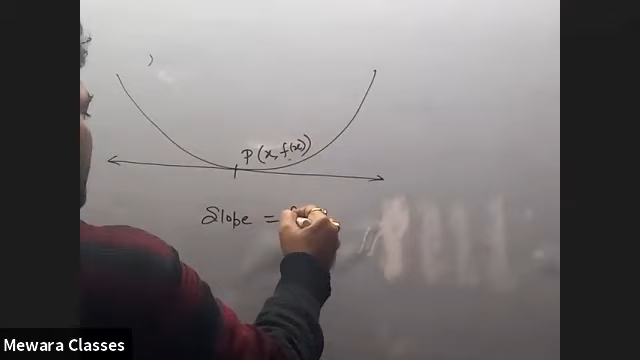 P(x, f(x))
Slope =
Mewara Classes